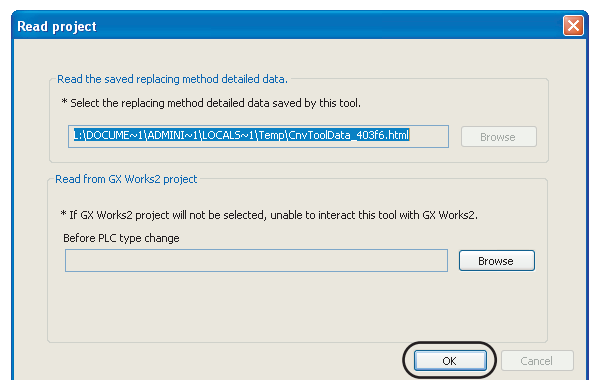 Read project
Read the saved replacing method detailed data.
* Select the replacing method detailed data saved by this tool.
L:\DOCUME~1\ADMINI~1\LOCALS~1\Temp\CnvToolData_403f6.html
Browse
Read from GX Works2 project
* If GX Works2 project will not be selected, unable to interact this tool with GX Works2.
Before PLC type change
Browse
OK
Cancel